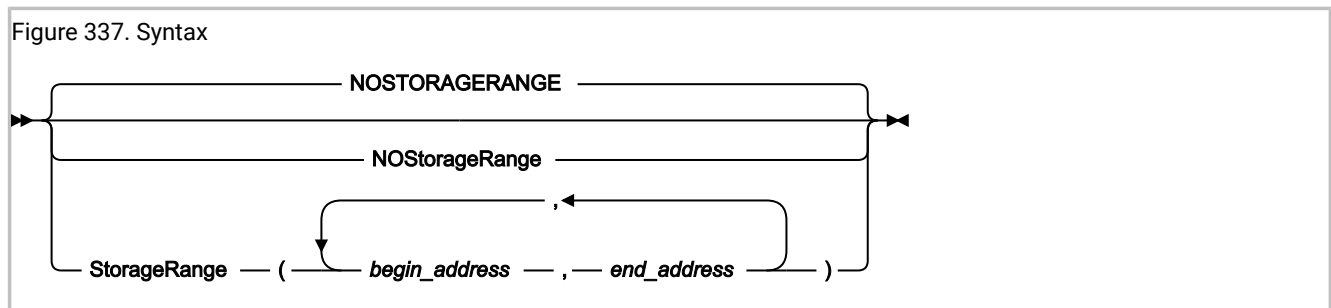 Figure 337. Syntax
NOSTORAGERANGE
NOStorageRange
,
StorageRange ( begin_address , end_address )